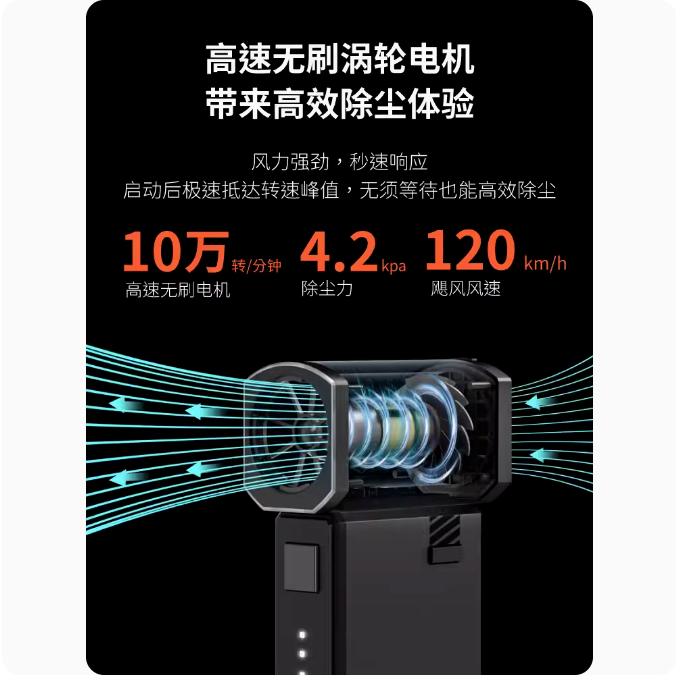 高速无刷涡轮电机
带来高效除尘体验
风力强劲，秒速响应
启动后极速抵达转速峰值，无须等待也能高效除尘
10万转/分钟 4.2kpa 120 km/h
高速无刷电机 除尘力 飓风风速